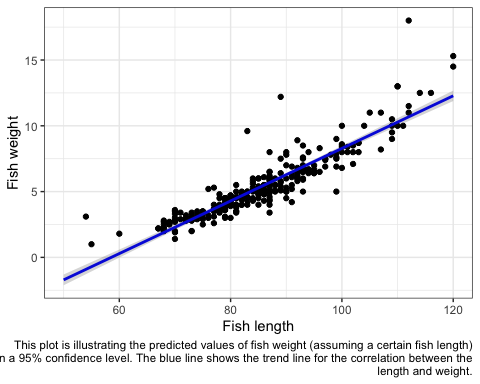 15
10
5
0
Fish weight
60
80
100
120
Fish length
This plot is illustrating the predicted values of fish weight (assuming a certain fish length)
a 95% confidence level. The blue line shows the trend line for the correlation between the
length and weight.